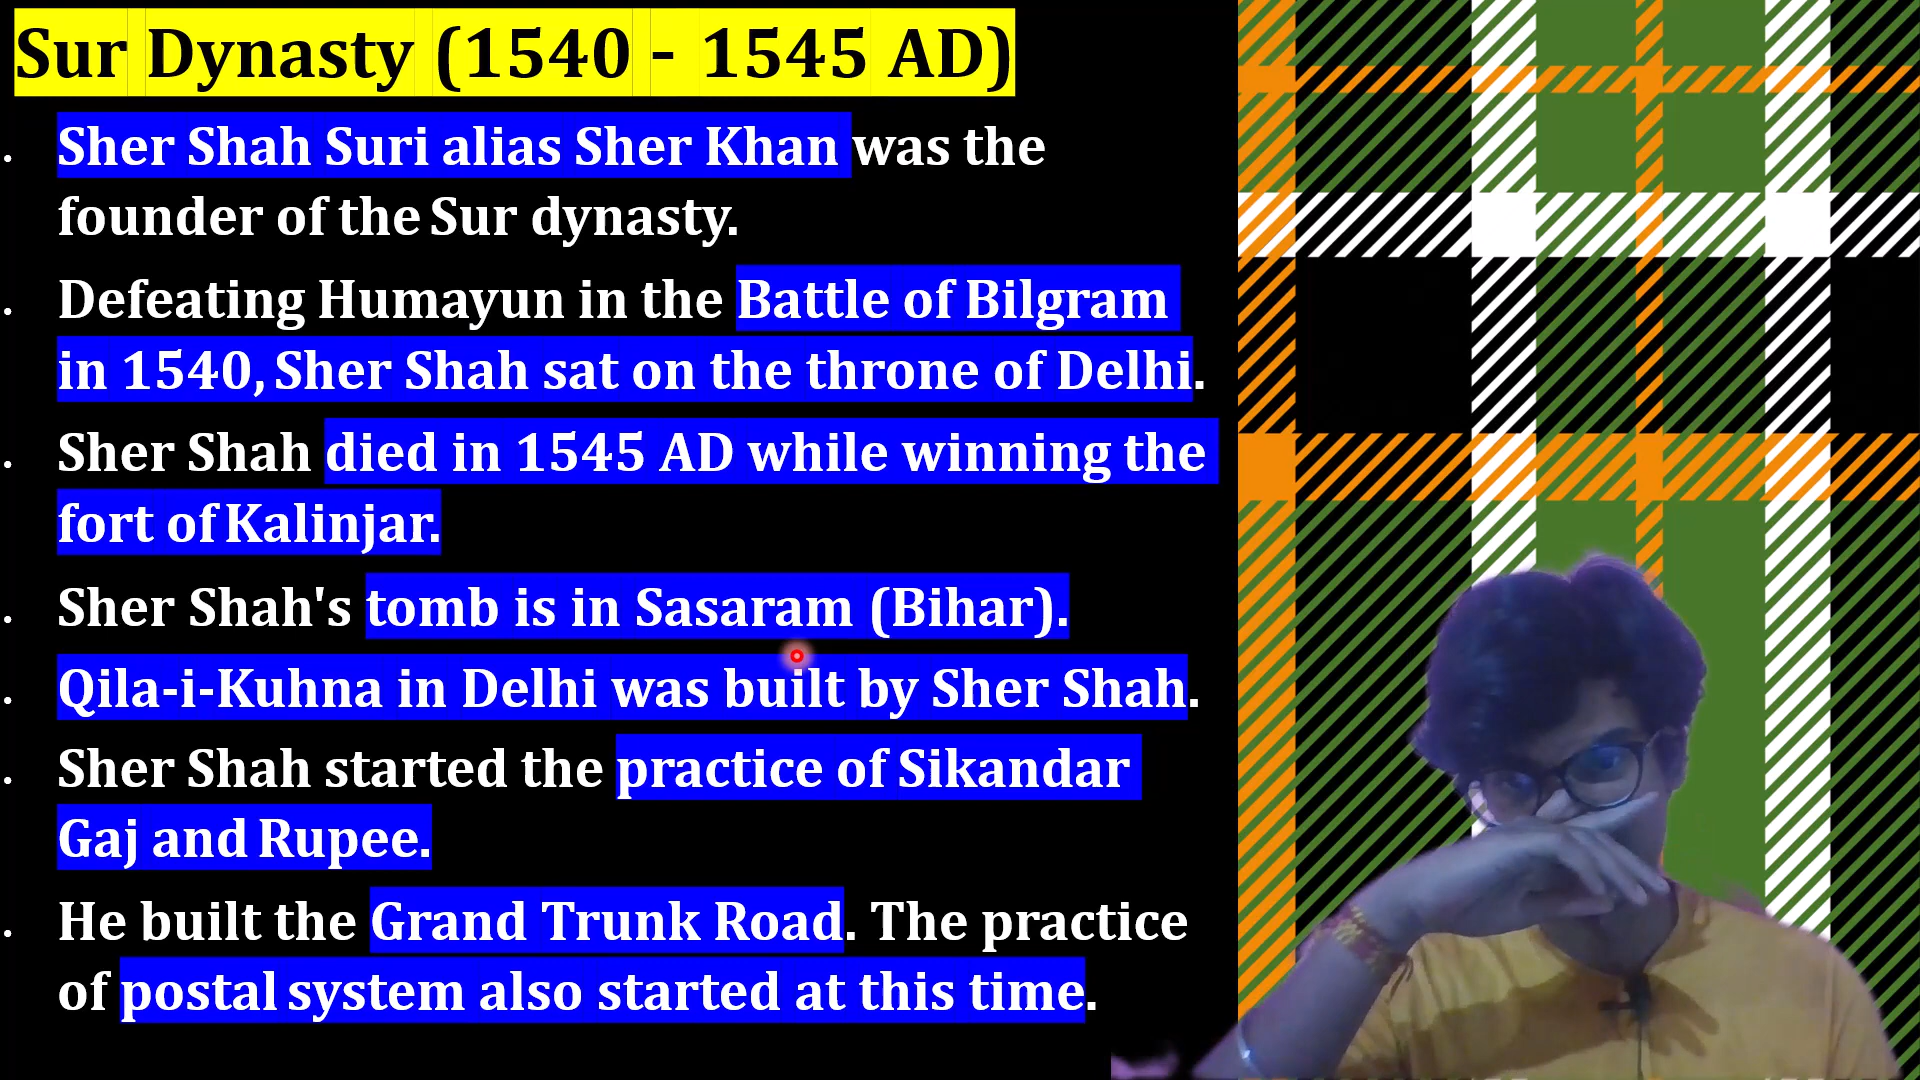 Sur Dynasty (1540 - 1545 AD)
. Sher Shah Suri alias Sher Khan was the
founder of the Sur dynasty.
. Defeating Humayun in the Battle of Bilgram
in 1540, Sher Shah sat on the throne of Delhi.
. Sher Shah died in 1545 AD while winning the
fort of Kalinjar.
. Sher Shah's tomb is in Sasaram (Bihar).
. Qila-i-Kuhna in Delhi was built by Sher Shah.
. Sher Shah started the practice of Sikandar
Gaj and Rupee.
. He built the Grand Trunk Road. The practice
of postal system also started at this time.